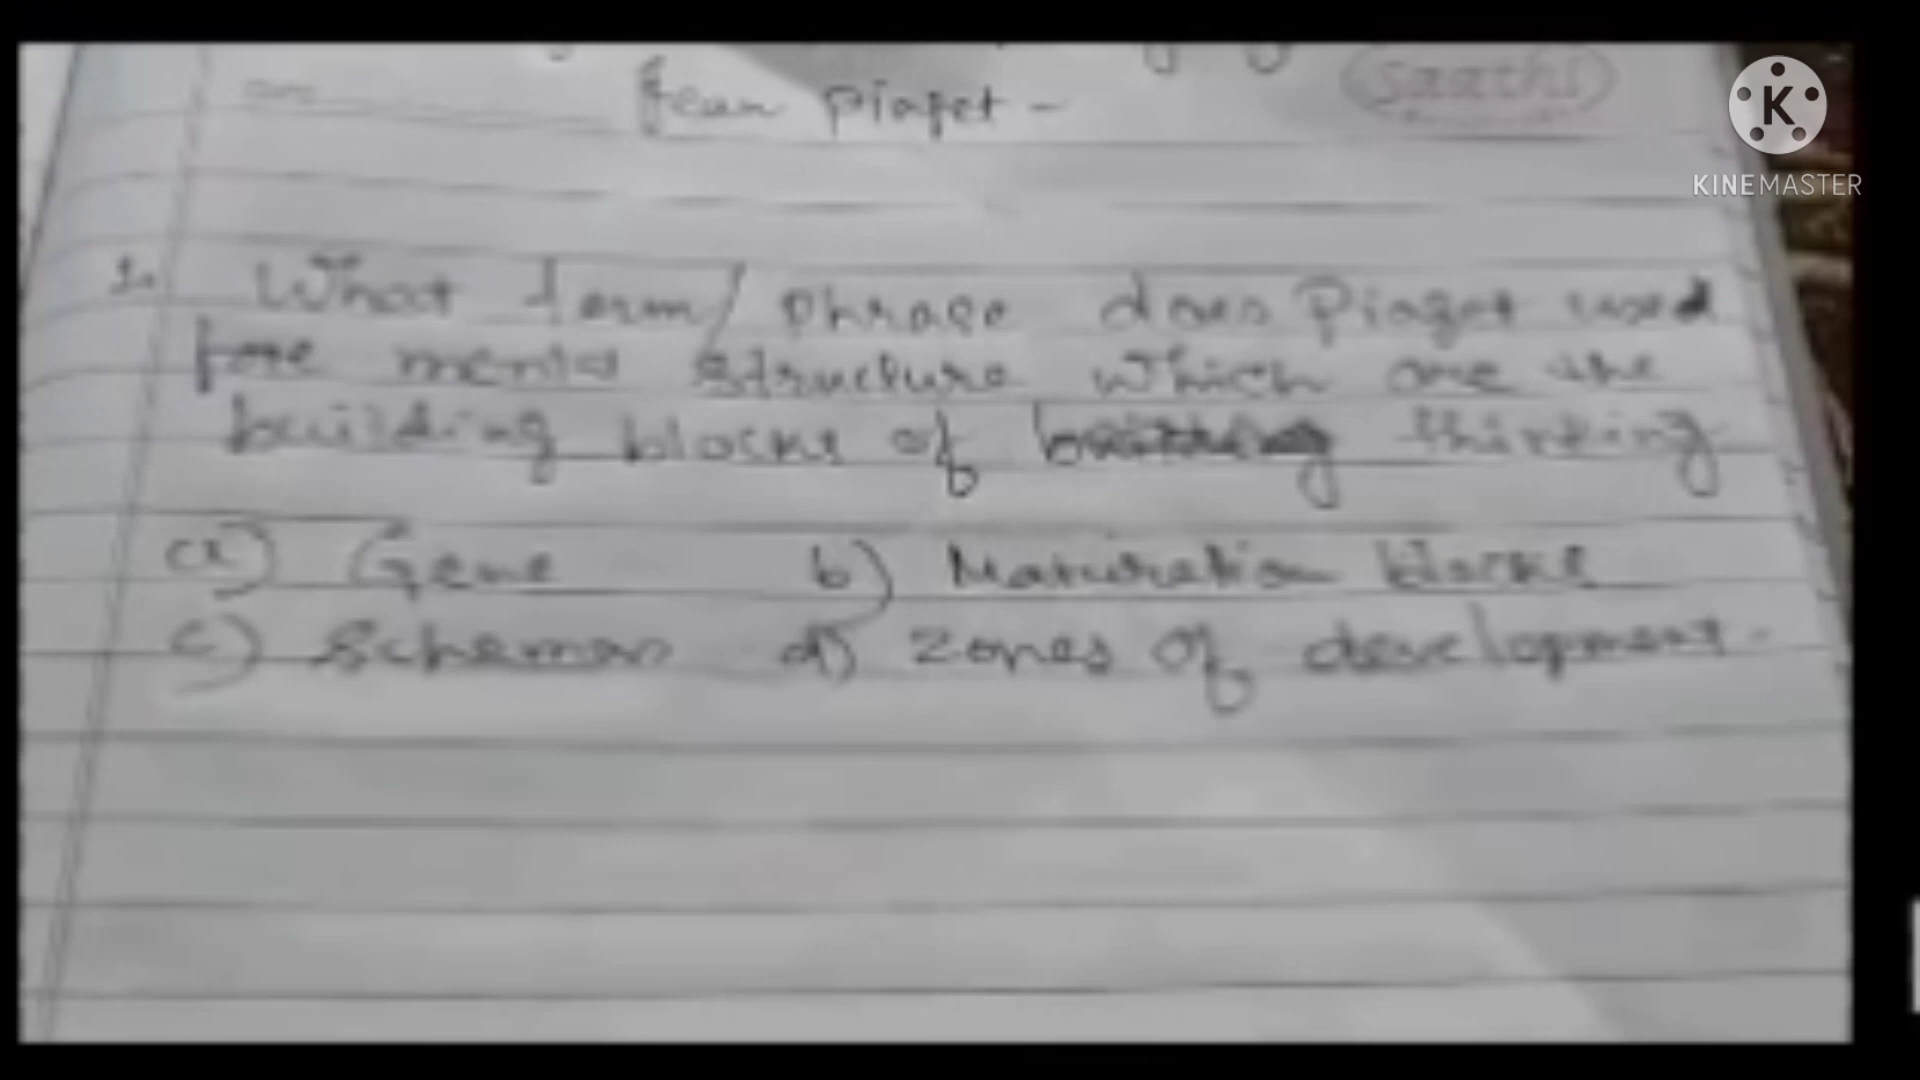 Jean Piaget -
saathi
K
KINEMASTER
1. What term/ phrase does Piaget used
for mental structure which are the
building blocks of thinking
a) Gene b) Maturation blocks
c) Schemas d) zones of development.